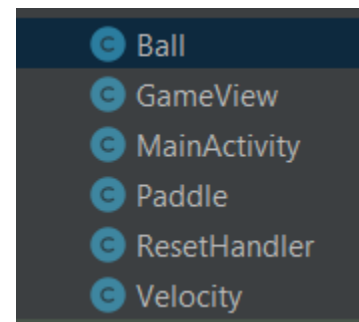 C Ball
C GameView
C MainActivity
C Paddle
C ResetHandler
C Velocity